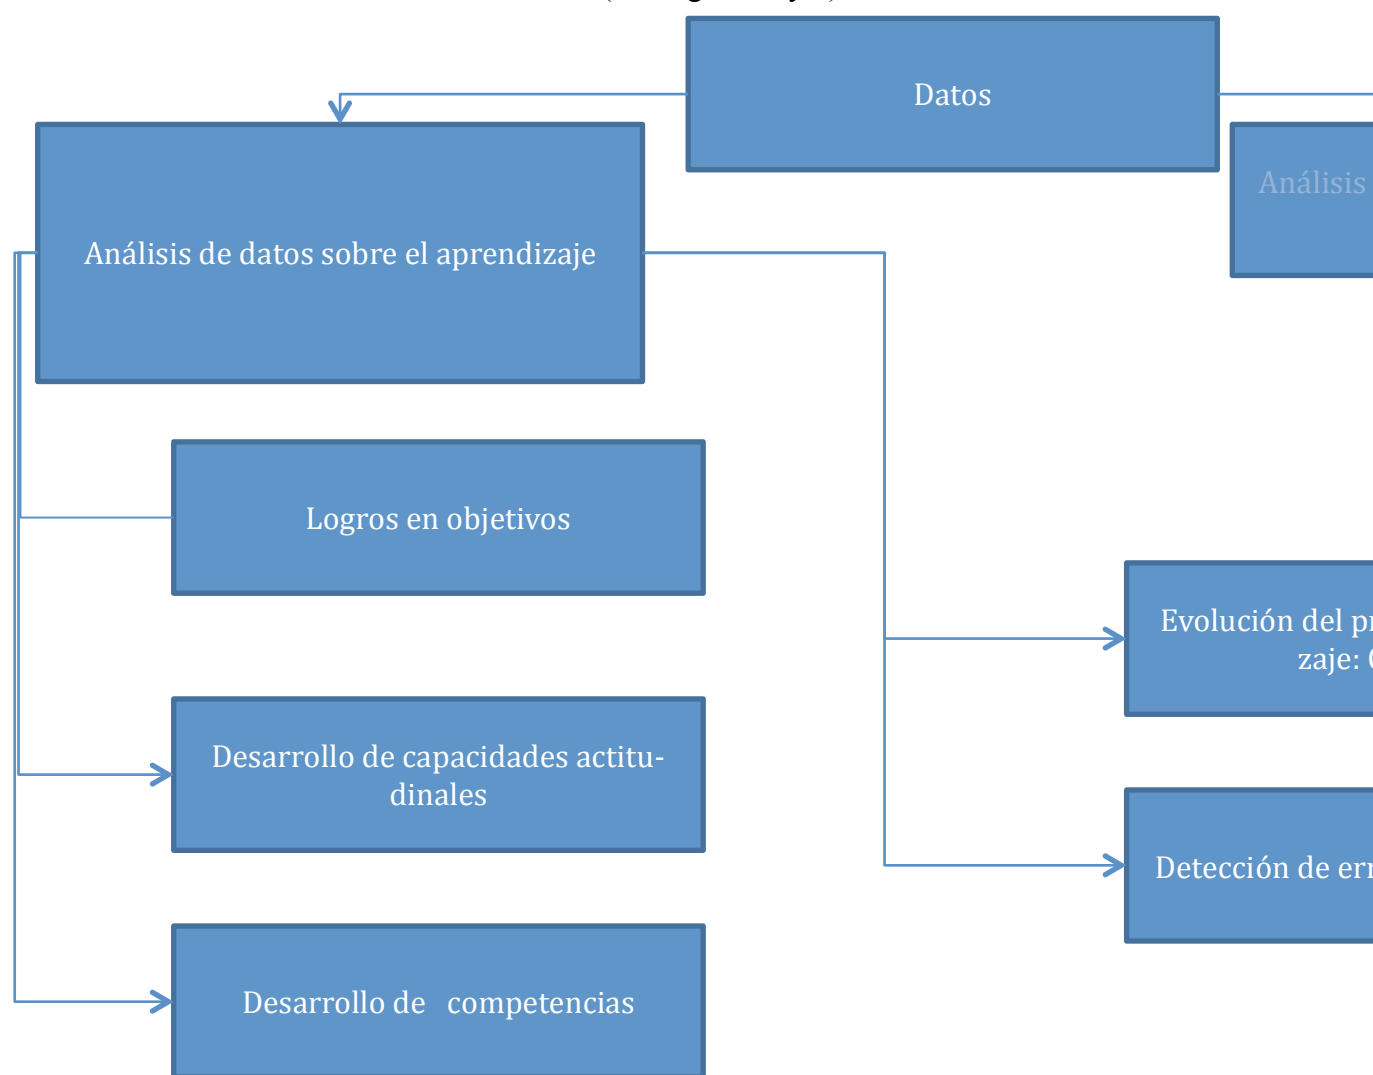 Datos
Análisis
Análisis de datos sobre el aprendizaje
Logros en objetivos
Evolución del
zaje:
Desarrollo de capacidades actitu-
dinales
Detección de
Desarrollo de competencias